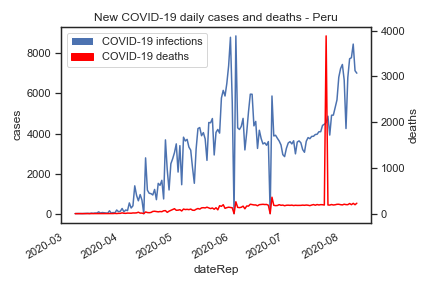 New COVID-19 daily cases and deaths - Peru
COVID-19 infections
COVID-19 deaths
8000
6000
4000
2000
0
cases
4000
3000
2000
1000
0
deaths
2020-03
2020-04
2020-05
2020-06
2020-07
2020-08
dateRep